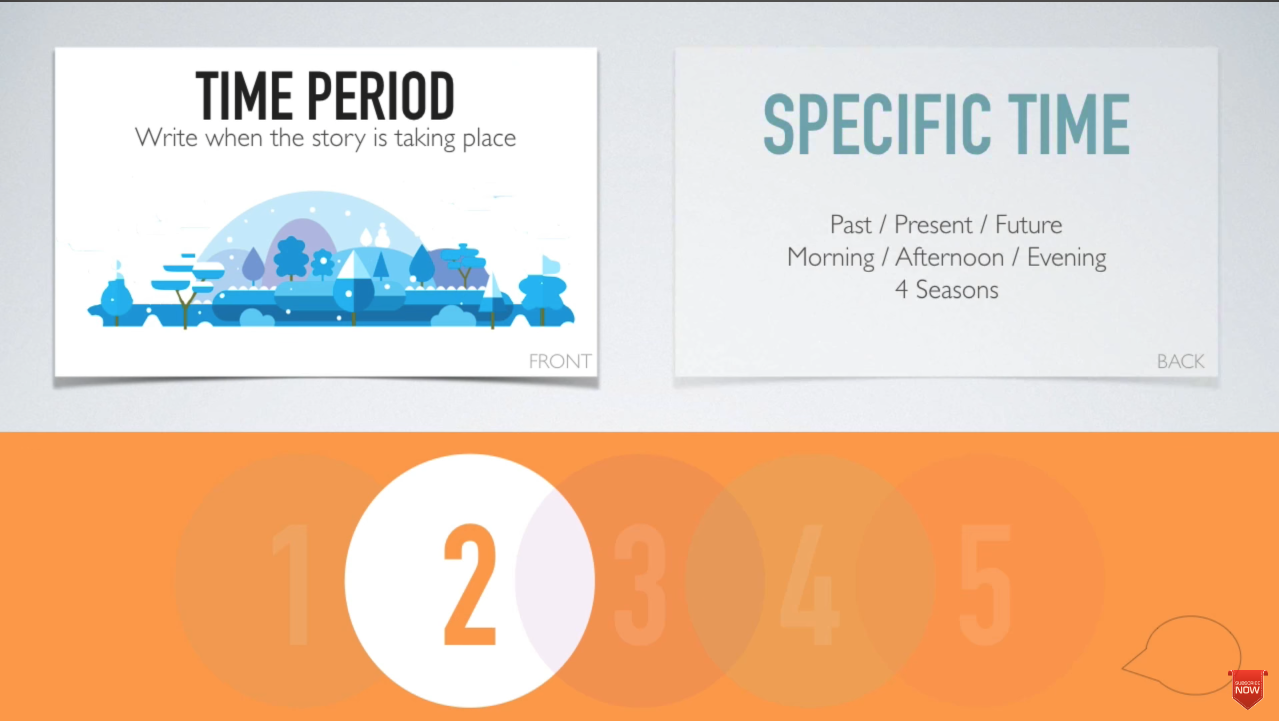 TIME PERIOD
Write when the story is taking place
FRONT
SPECIFIC TIME
Past / Present / Future
Morning / Afternoon / Evening
4 Seasons
BACK
1 2 3 4 5
SUBSCRIBE
NOW